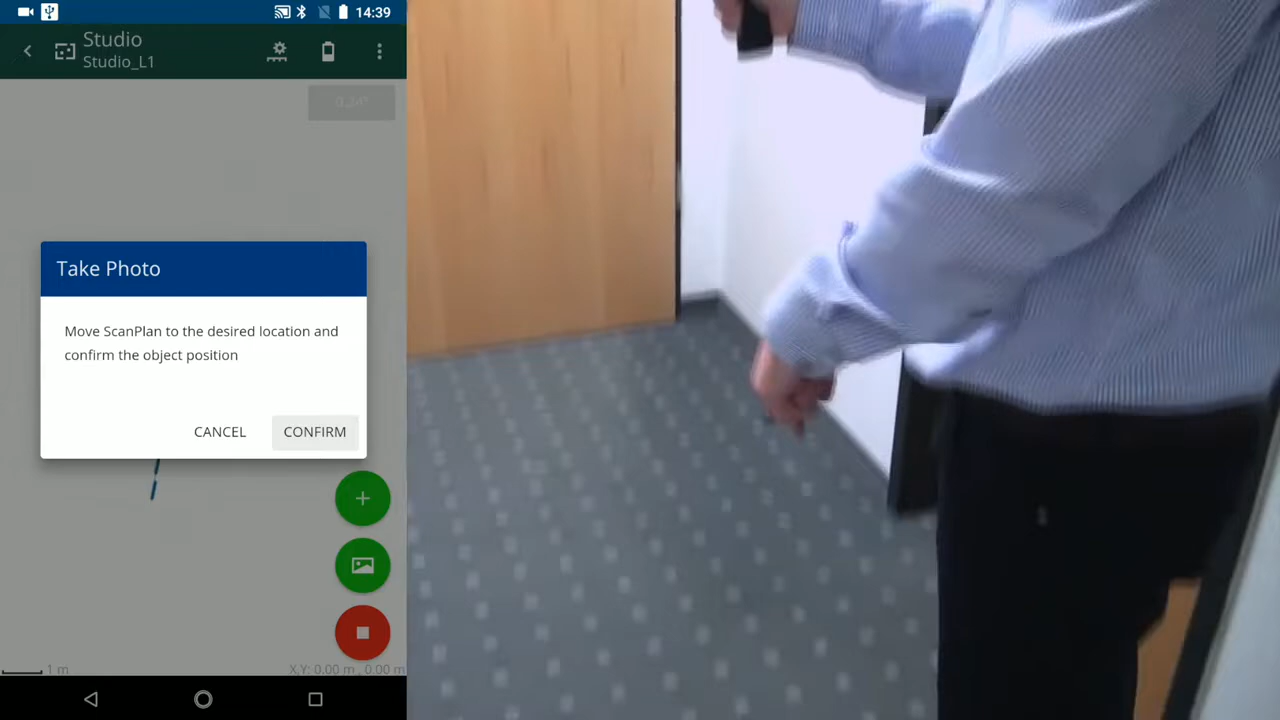 14:39
Studio
Studio_L1
Take Photo
Move ScanPlan to the desired location and
confirm the object position
CANCEL
CONFIRM
1 m
X,Y: 0.00 m , 0.00 m